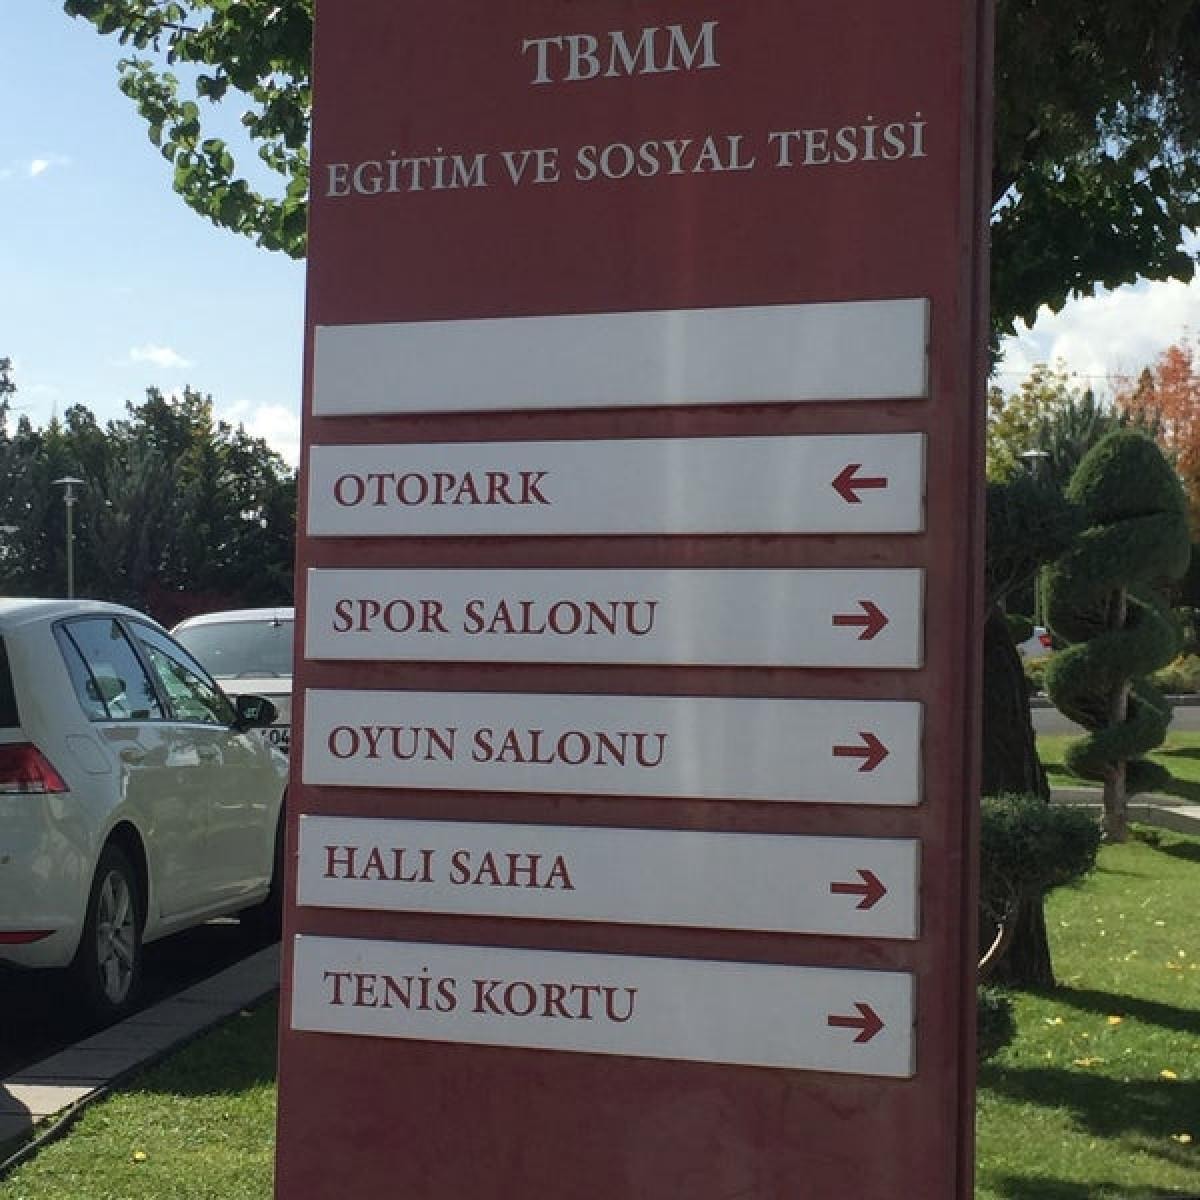 TBMM
EGİTİM VE SOSYAL TESİSİ
OTOPARK ←
SPOR SALONU →
OYUN SALONU →
HALI SAHA →
TENİS KORTU →